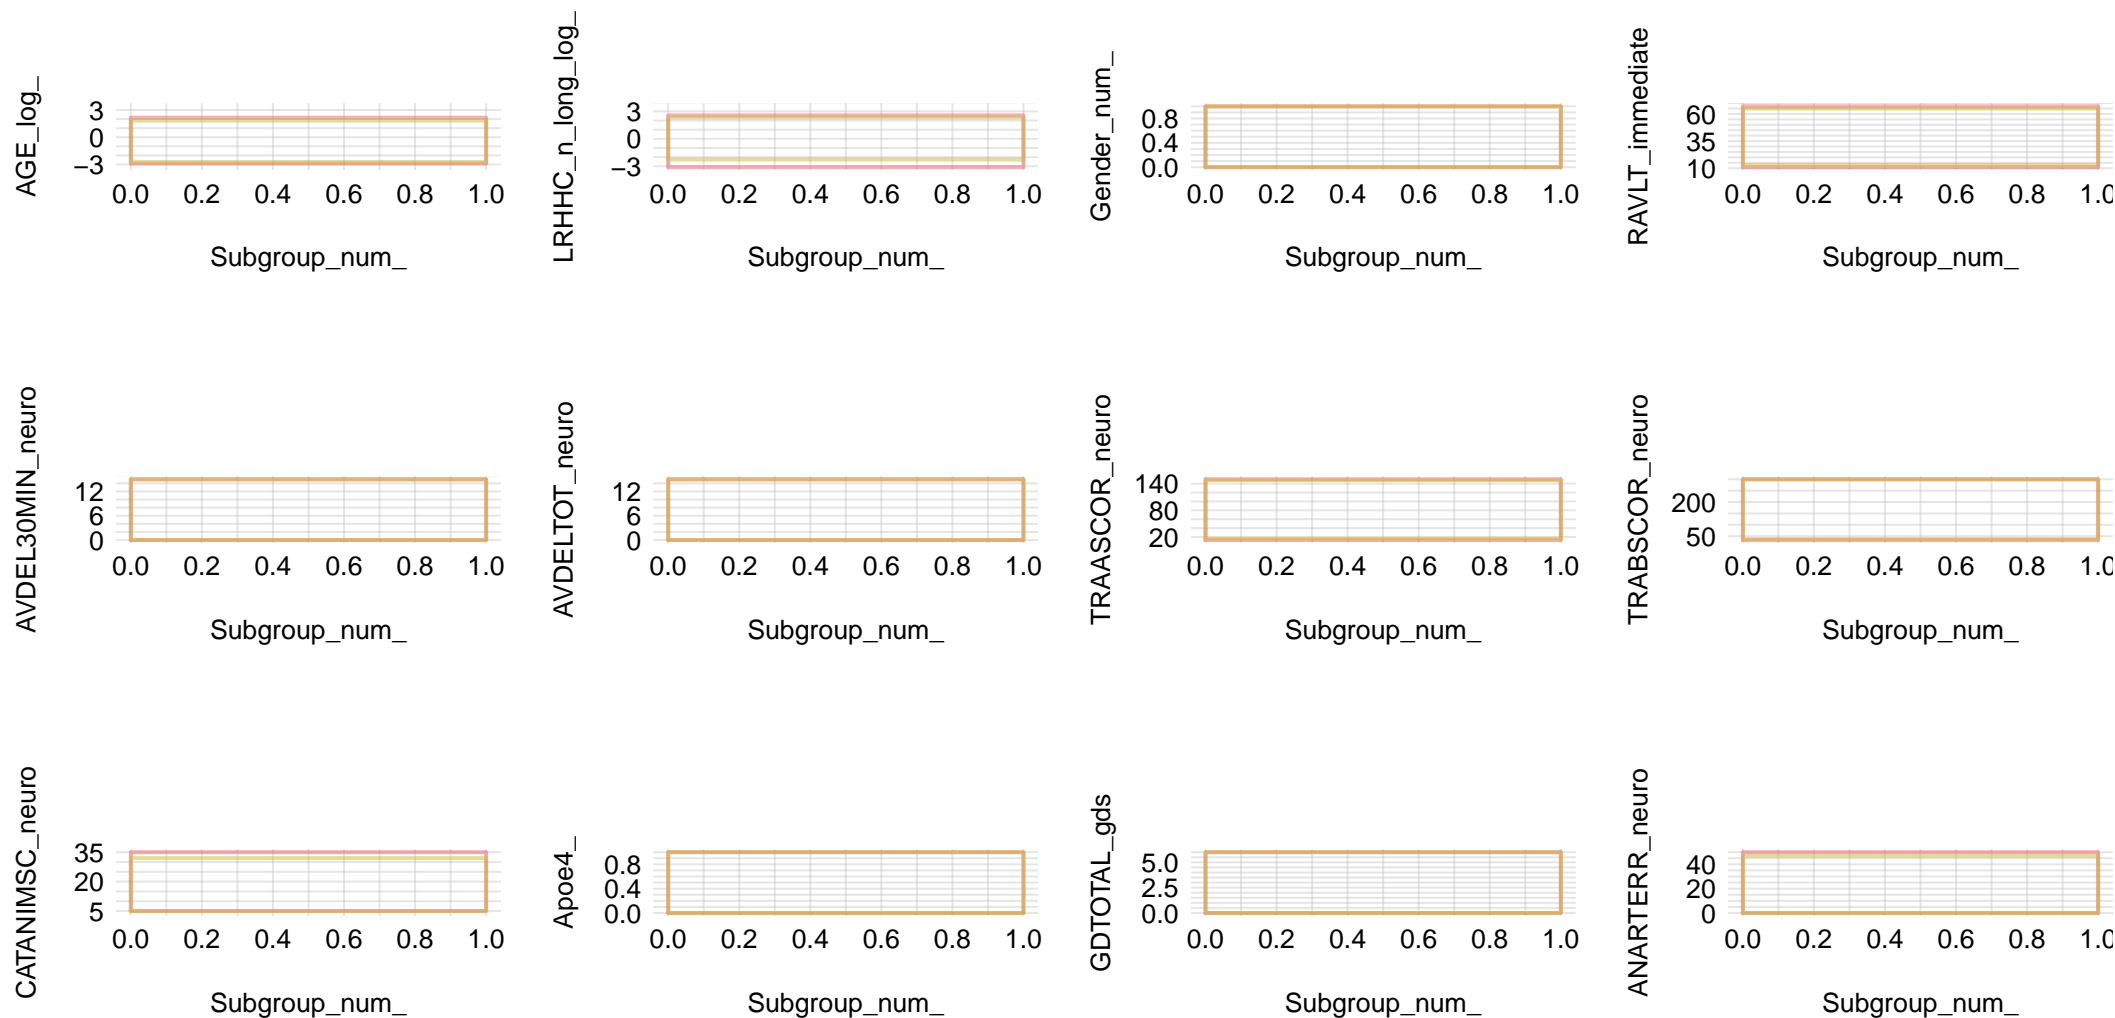 AGE_log_
3
0
−3
0.0 0.2 0.4 0.6 0.8 1.0
Subgroup_num_
LRHHC_n_long_log_
3
0
−3
0.0 0.2 0.4 0.6 0.8 1.0
Subgroup_num_
Gender_num_
0.8
0.4
0.0
0.0 0.2 0.4 0.6 0.8 1.0
Subgroup_num_
RAVLT_immediate
60
35
10
0.0 0.2 0.4 0.6 0.8 1.0
Subgroup_num_
AVDEL30MIN_neuro
12
6
0
0.0 0.2 0.4 0.6 0.8 1.0
Subgroup_num_
AVDELTOT_neuro
12
6
0
0.0 0.2 0.4 0.6 0.8 1.0
Subgroup_num_
TRAASCOR_neuro
140
80
20
0.0 0.2 0.4 0.6 0.8 1.0
Subgroup_num_
TRABSCOR_neuro
200
50
0.0 0.2 0.4 0.6 0.8 1.0
Subgroup_num_
CATANIMSC_neuro
35
20
5
0.0 0.2 0.4 0.6 0.8 1.0
Subgroup_num_
Apoe4_
0.8
0.4
0.0
0.0 0.2 0.4 0.6 0.8 1.0
Subgroup_num_
GDTOTAL_gds
5.0
2.5
0.0
0.0 0.2 0.4 0.6 0.8 1.0
Subgroup_num_
ANARTERR_neuro
40
20
0
0.0 0.2 0.4 0.6 0.8 1.0
Subgroup_num_